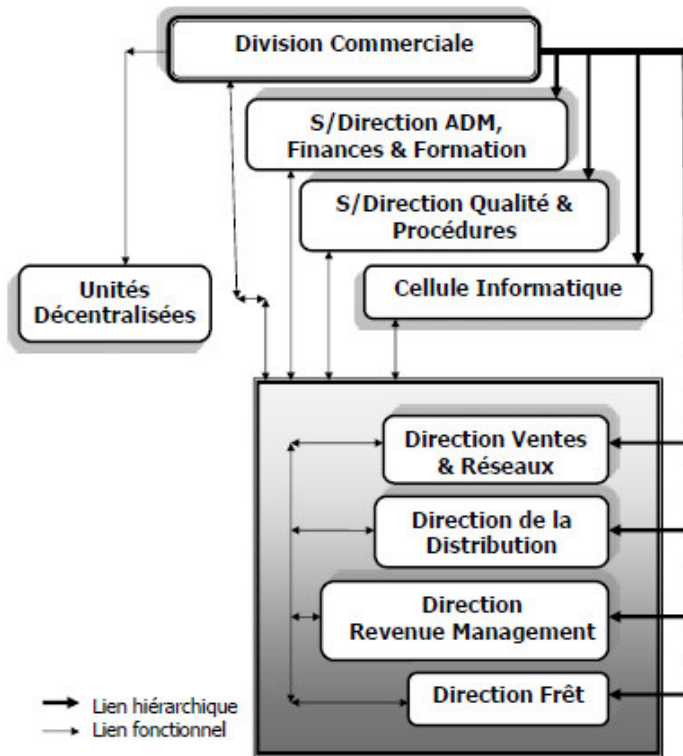 Division Commerciale
S/Direction ADM,
Finances & Formation
S/Direction Qualité &
Procédures
Unités
Décentralisées
Cellule Informatique
Direction Ventes
& Réseaux
Direction de la
Distribution
Direction
Revenue Management
Direction Frêt
Lien hiérarchique
Lien fonctionnel